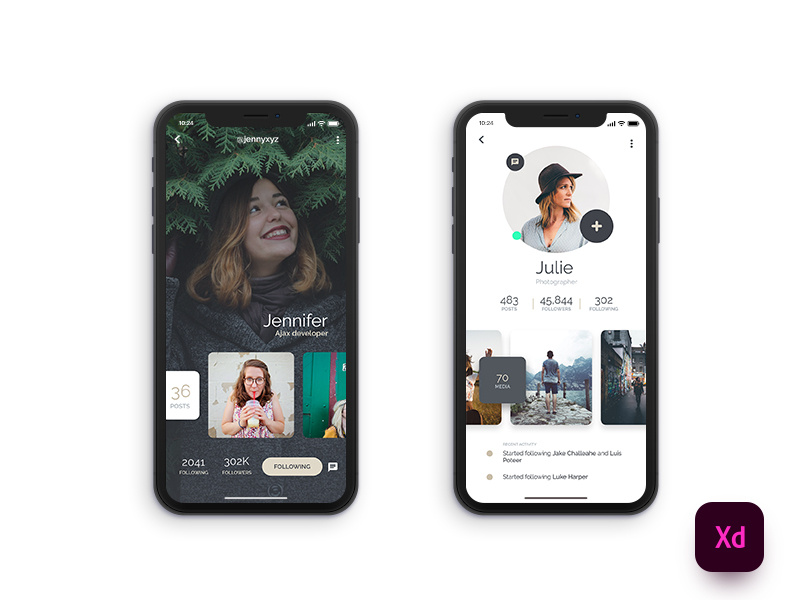 10:24
@jennyxyz
Jennifer
Ajax developer
36
POSTS
2041
FOLLOWING
302K
FOLLOWERS
FOLLOWING
10:24
Julie
Photographer
463 45,844 302
POSTS FOLLOWERS FOLLOWING
70
MEDIA
RECENT ACTIVITY
Started following Jake Challeahe and Luis
Poteer
Started following Luke Harper
Xd